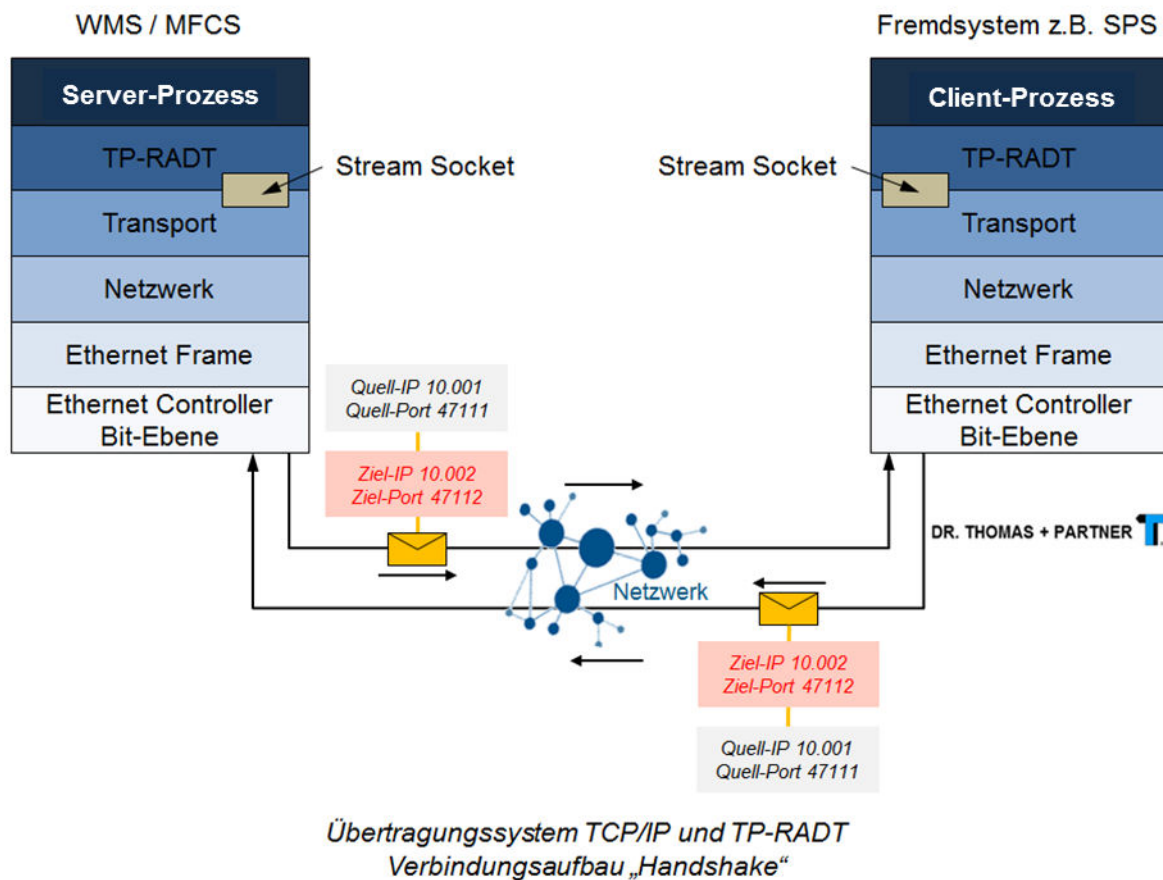 WMS / MFCS
Fremdsystem z.B. SPS
Server-Prozess
TP-RADT
Stream Socket
Transport
Netzwerk
Ethernet Frame
Ethernet Controller
Bit-Ebene
Client-Prozess
TP-RADT
Stream Socket
Transport
Netzwerk
Ethernet Frame
Ethernet Controller
Bit-Ebene
Quell-IP 10.001
Quell-Port 47111
Ziel-IP 10.002
Ziel-Port 47112
DR. THOMAS + PARTNER
Netzwerk
Ziel-IP 10.002
Ziel-Port 47112
Quell-IP 10.001
Quell-Port 47111
Übertragungssystem TCP/IP und TP-RADT
Verbindungsaufbau „Handshake“